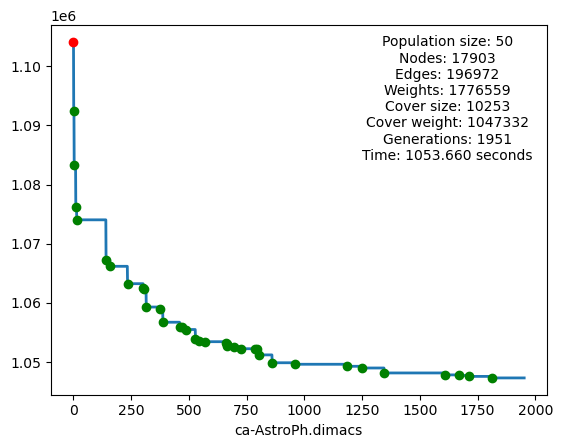 1e6
Population size: 50
Nodes: 17903
Edges: 196972
Weights: 1776559
Cover size: 10253
Cover weight: 1047332
Generations: 1951
Time: 1053.660 seconds
1.10
1.09
1.08
1.07
1.06
1.05
0 250 500 750 1000 1250 1500 1750 2000
ca-AstroPh.dimacs